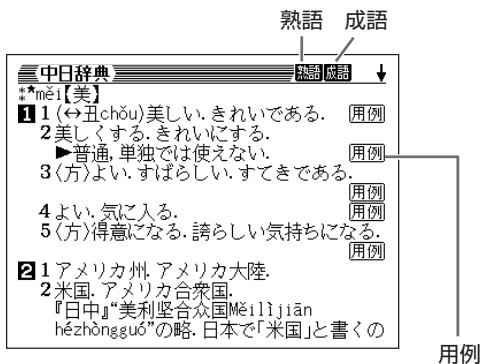 熟語 成語
中日辞典 熟語 成語 ↓
⁑*měi【美】
1 1 (↔丑chǒu)美しい. きれいである. 用例
2 美しくする. きれいにする.
▶普通, 単独では使えない. 用例
3 〈方〉よい. すばらしい. すてきである.
用例
4 よい. 気に入る. 用例
5 〈方〉得意になる. 誇らしい気持ちになる.
用例
2 1 アメリカ州. アメリカ大陸.
2 米国. アメリカ合衆国.
『日中』“美利坚合众国Měilìjiān
hézhòngguó”の略. 日本で「米国」と書くの
用例